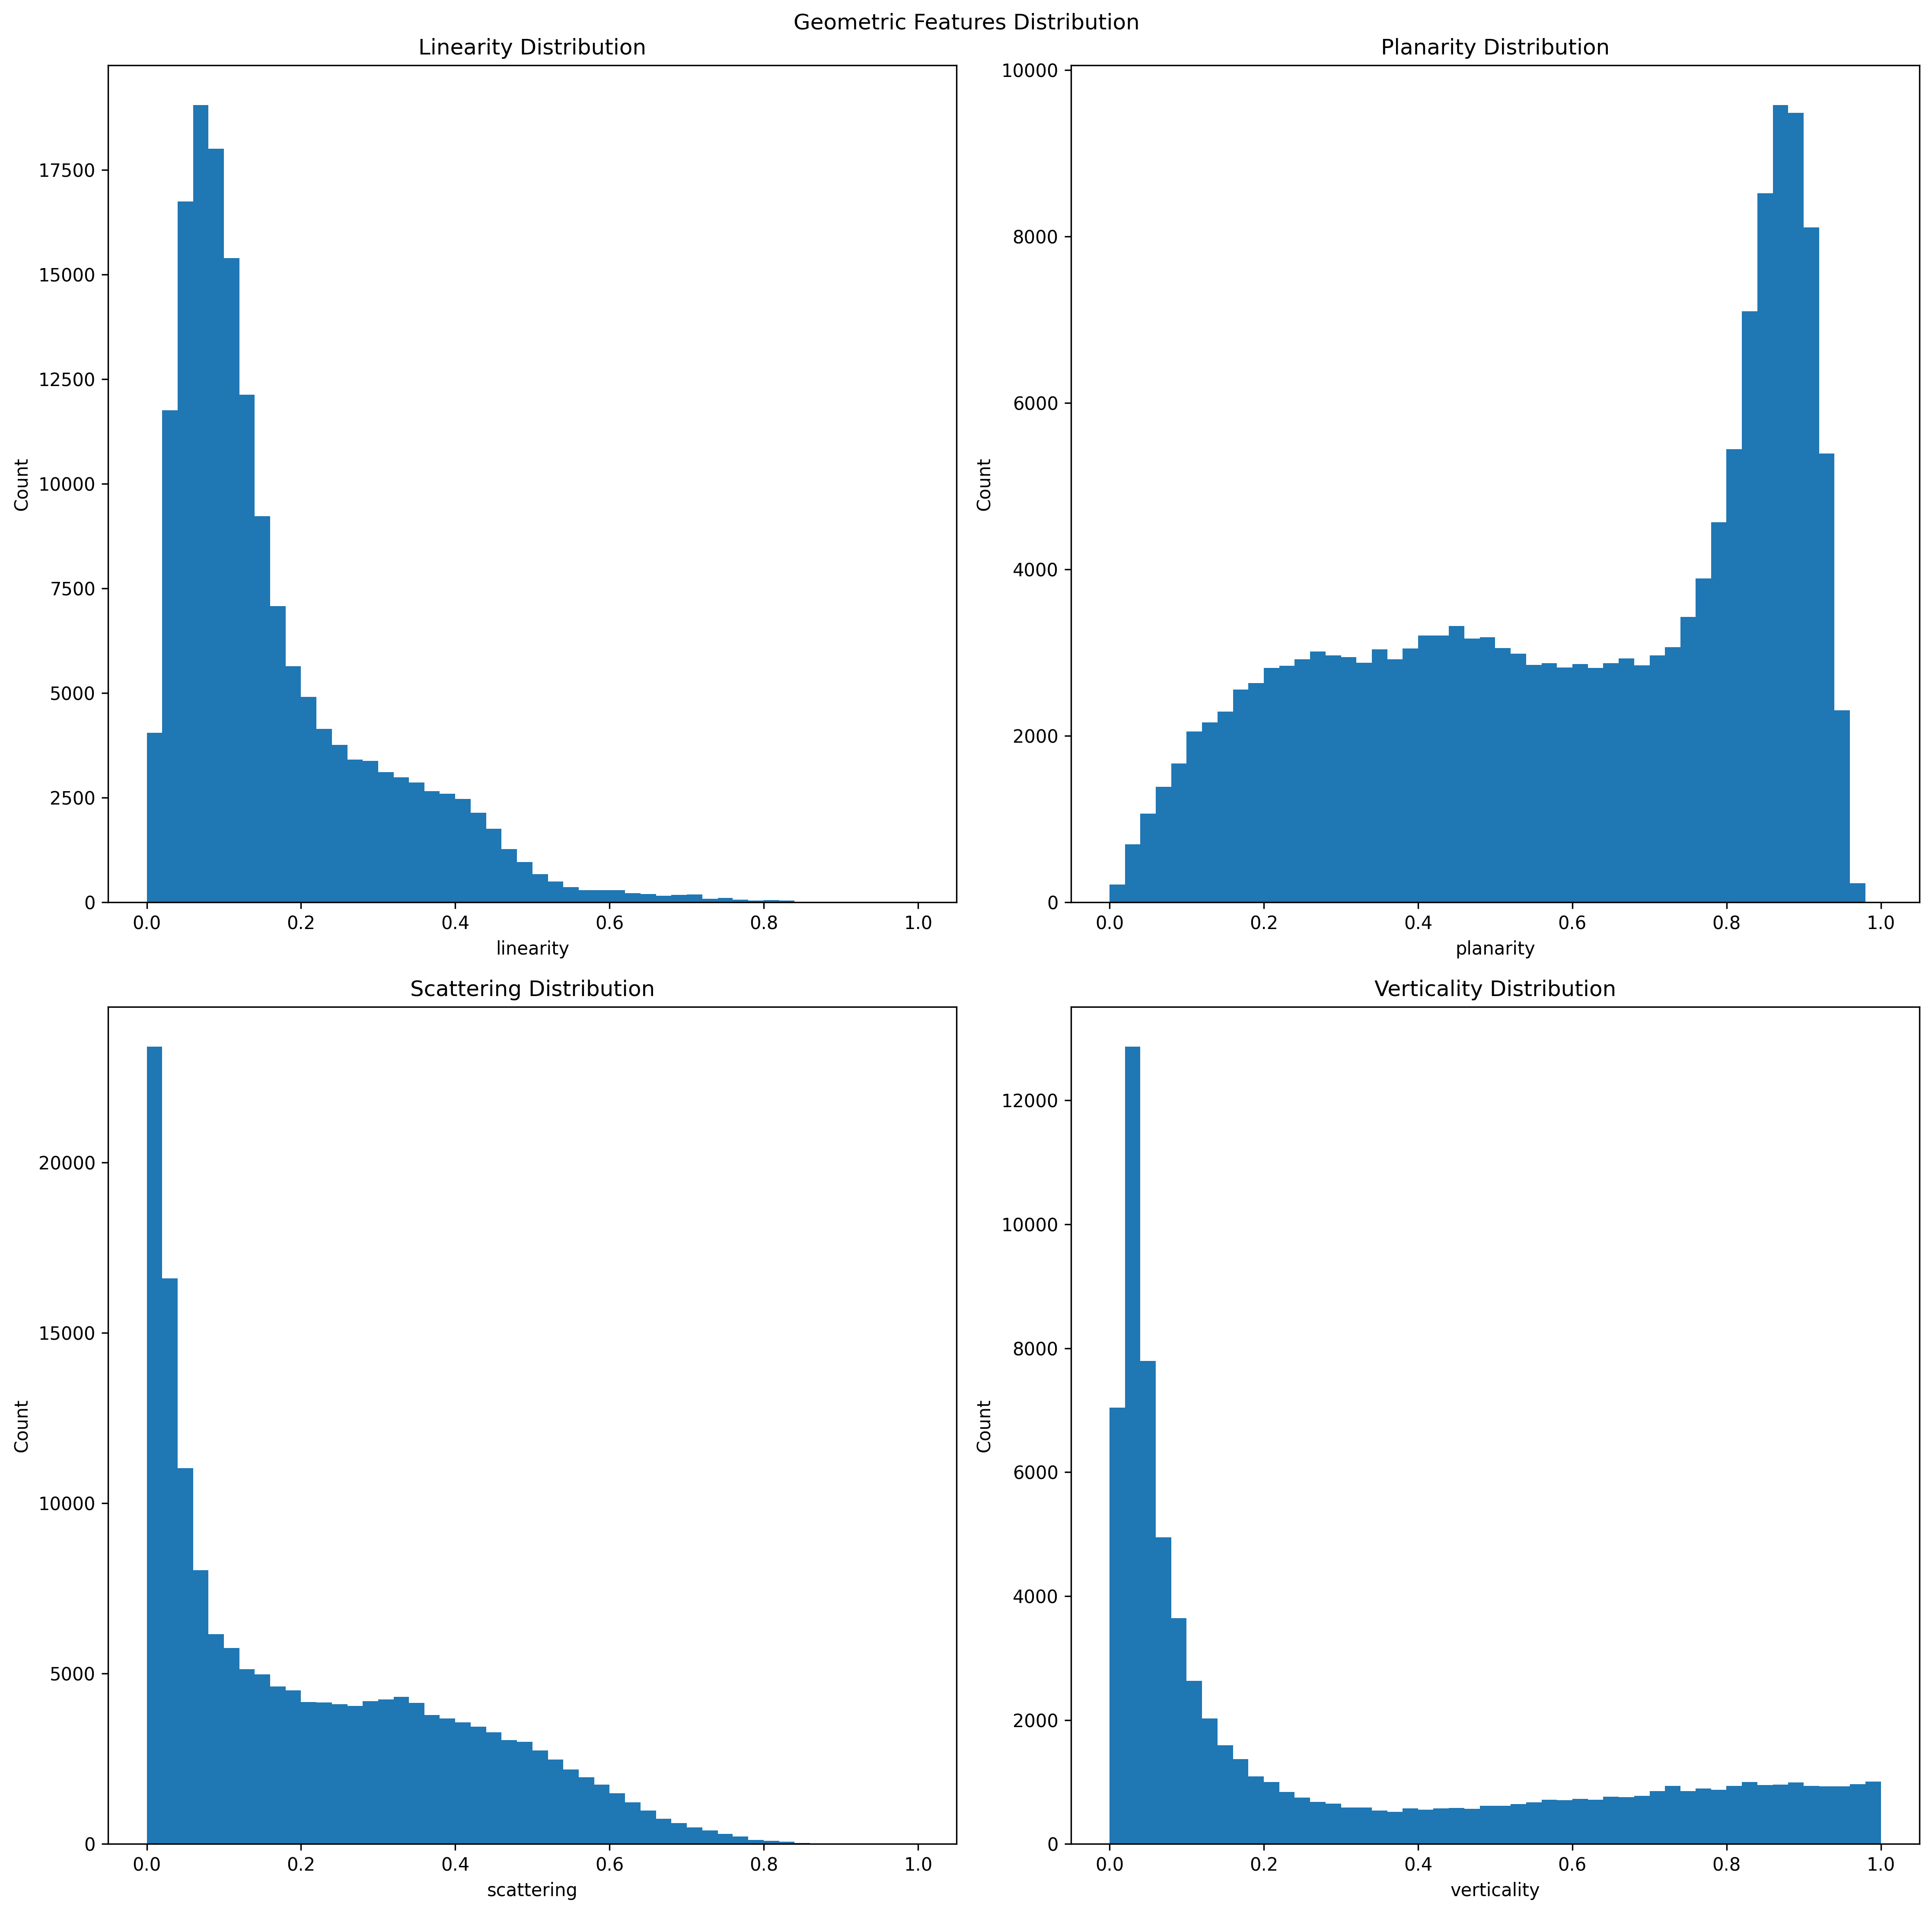 Geometric Features Distribution
Linearity Distribution
17500
15000
12500
10000
7500
5000
2500
0
Count
0.0 0.2 0.4 0.6 0.8 1.0
linearity
Planarity Distribution
10000
8000
6000
4000
2000
0
Count
0.0 0.2 0.4 0.6 0.8 1.0
planarity
Scattering Distribution
20000
15000
10000
5000
0
Count
0.0 0.2 0.4 0.6 0.8 1.0
scattering
Verticality Distribution
12000
10000
8000
6000
4000
2000
0
Count
0.0 0.2 0.4 0.6 0.8 1.0
verticality